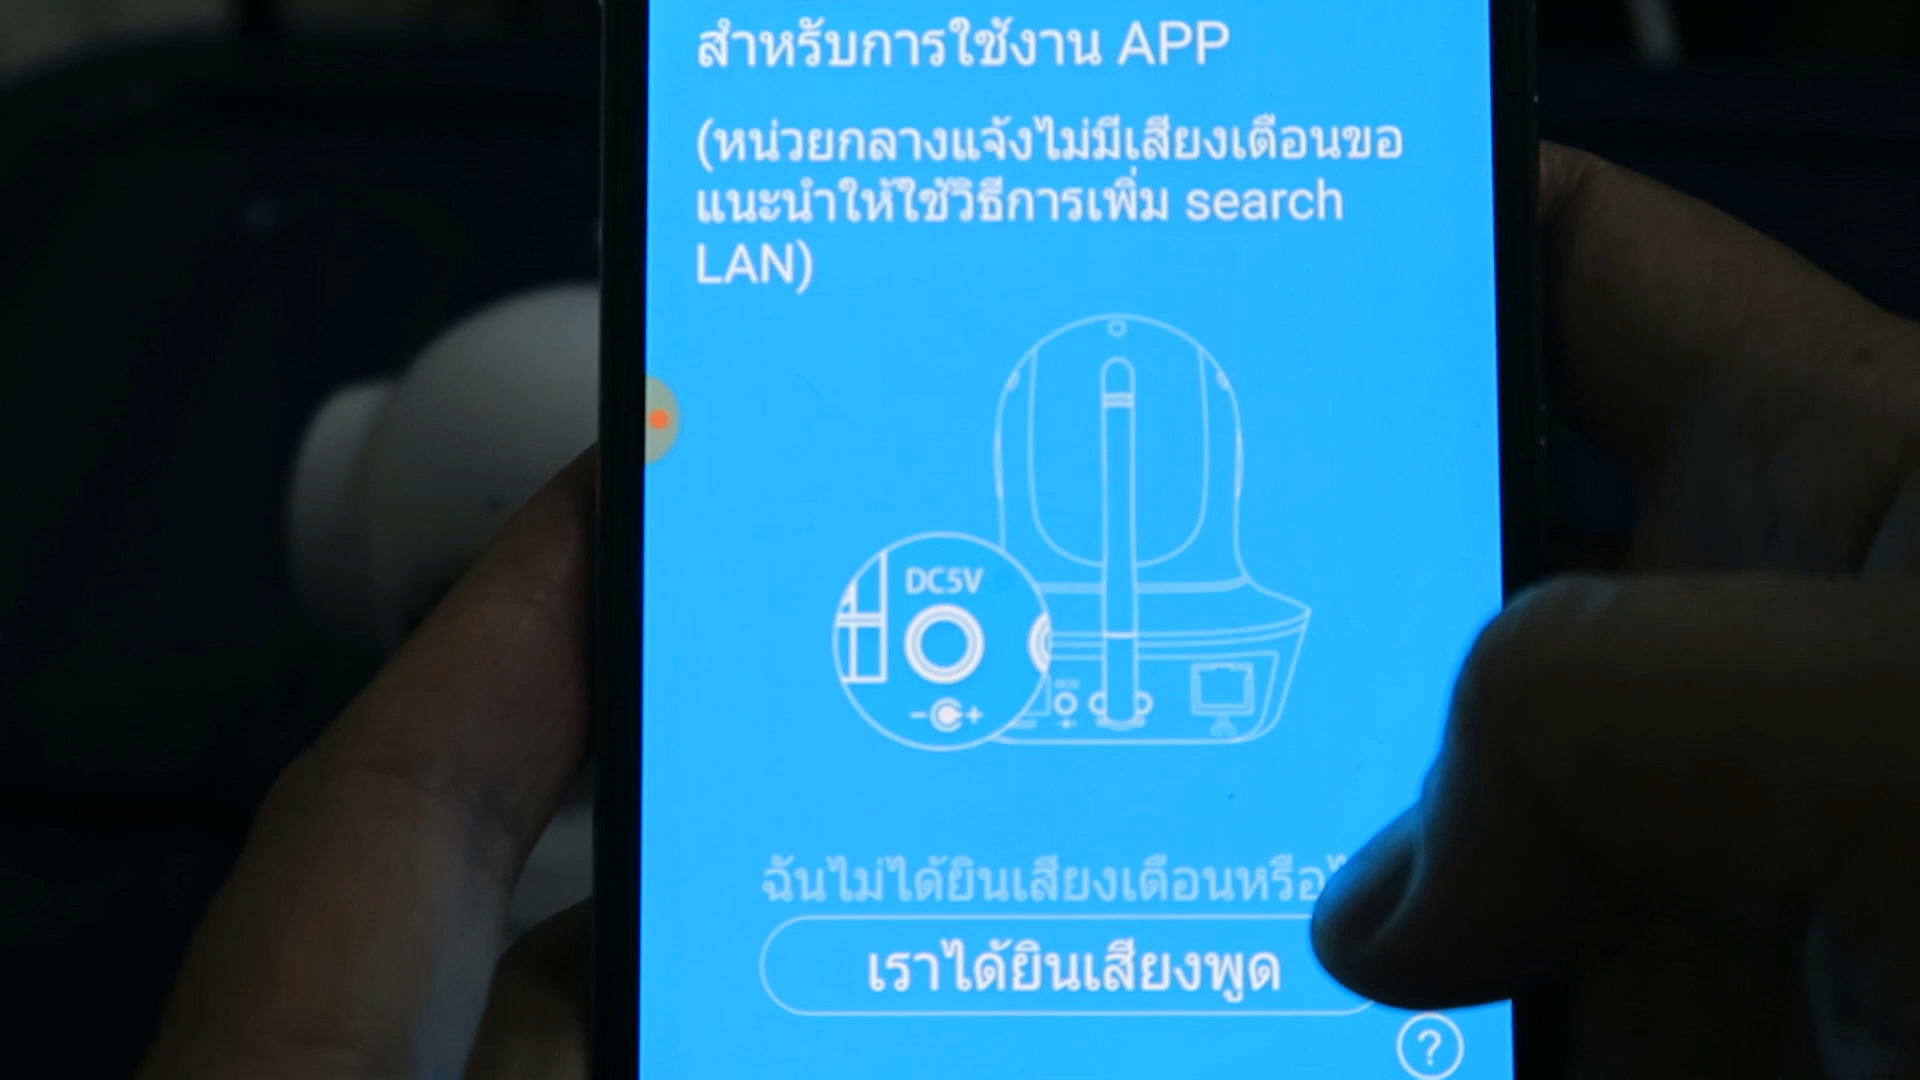 สำหรับการใช้งาน APP
(หน่วยกลางแจ้งไม่มีเสียงเตือนขอ
แนะนำให้ใช้วิธีการเพิ่ม search
LAN)
DC5V
ฉันไม่ได้ยินเสียงเตือนหรือ
เราได้ยินเสียงพูด
?